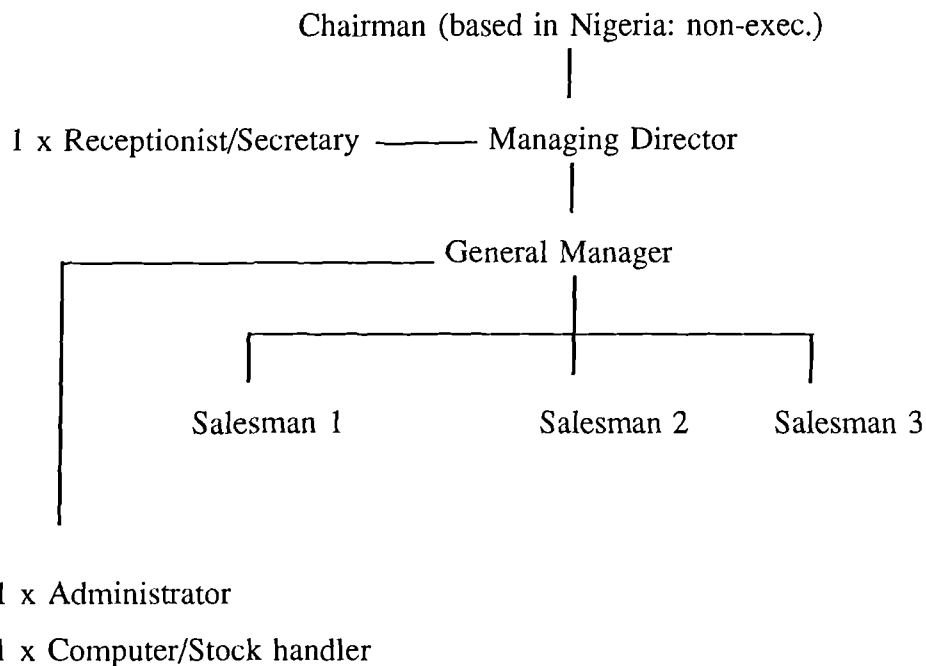 Chairman (based in Nigeria: non-exec.)
1 x Receptionist/Secretary
Managing Director
General Manager
Salesman 1
Salesman 2
Salesman 3
1 x Administrator
1 x Computer/Stock handler